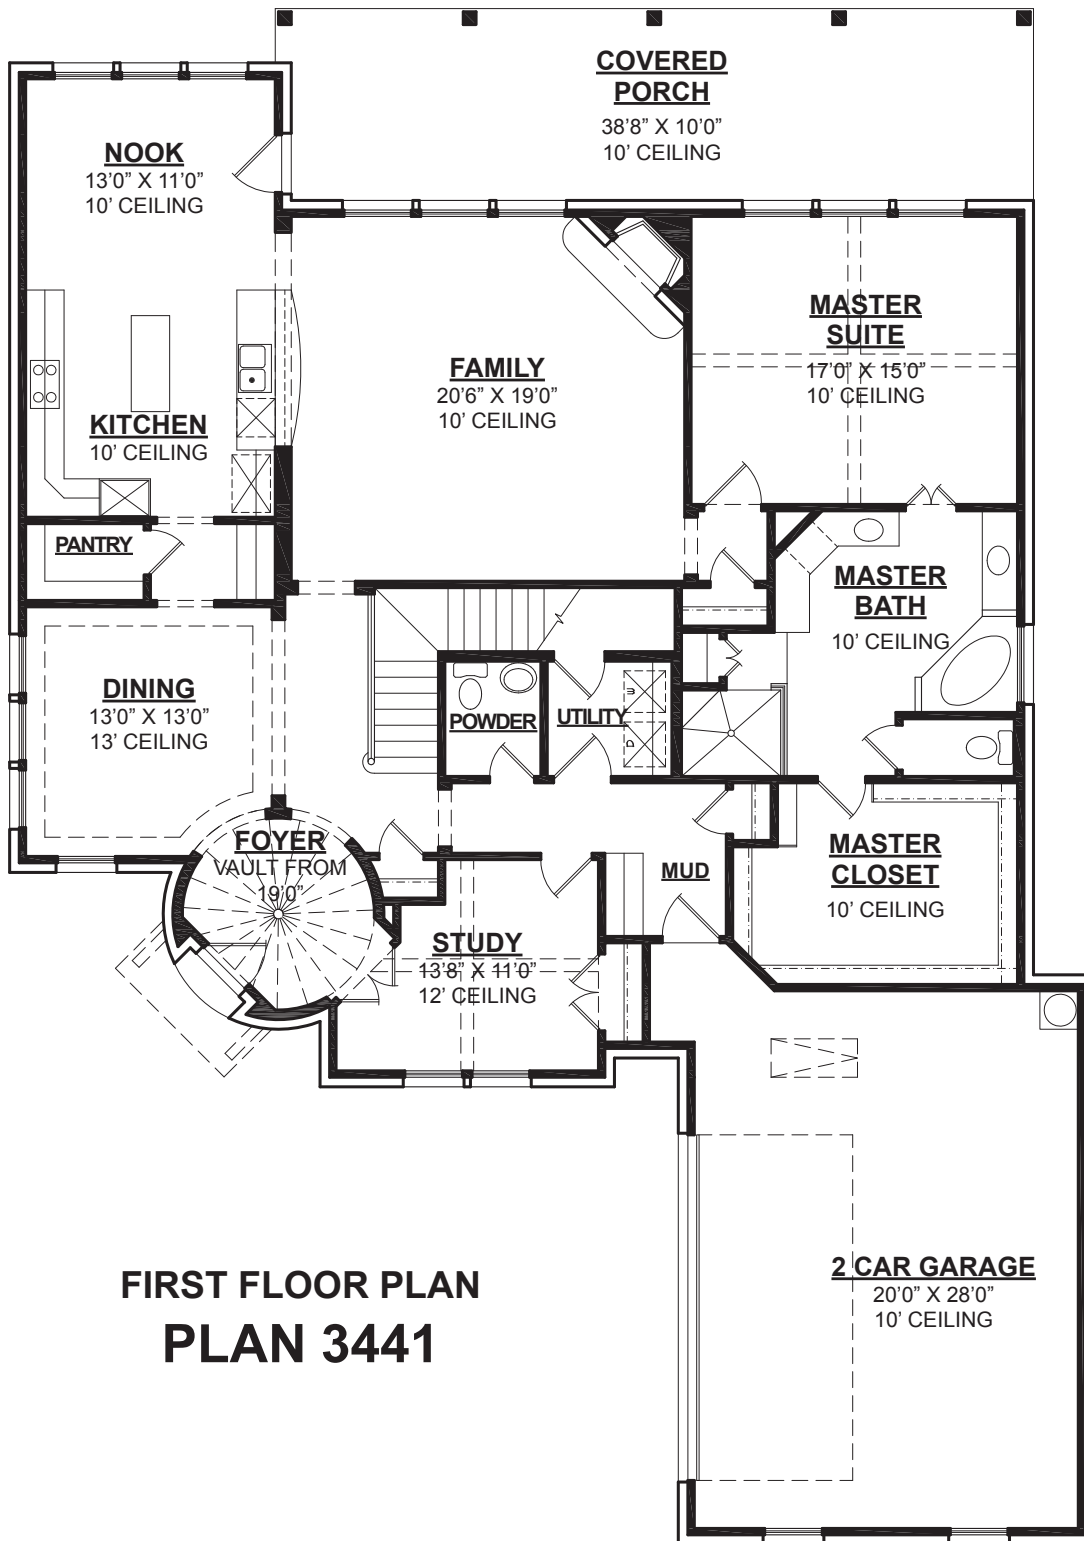 COVERED
PORCH
38’8” X 10’0”
10’ CEILING
NOOK
13’0” X 11’0”
10’ CEILING
MASTER
SUITE
17’0” X 15’0”
10’ CEILING
FAMILY
20’6” X 19’0”
10’ CEILING
KITCHEN
10’ CEILING
PANTRY
MASTER
BATH
10’ CEILING
DINING
13’0” X 13’0”
13’ CEILING
POWDER
UTILITY
W
D
FOYER
VAULT FROM
19’0”
MUD
MASTER
CLOSET
10’ CEILING
STUDY
13’8” X 11’0”
12’ CEILING
2 CAR GARAGE
20’0” X 28’0”
10’ CEILING
FIRST FLOOR PLAN
PLAN 3441